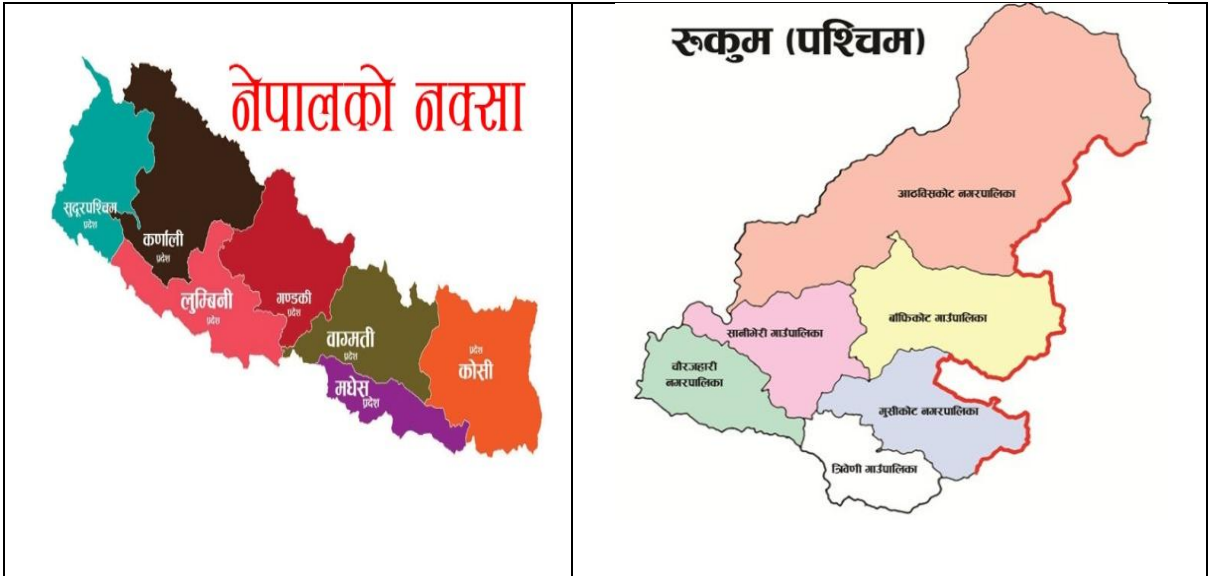 नेपालको नक्सा
सुदूरपश्चिम
प्रदेश
कर्णाली
प्रदेश
लुम्बिनी
प्रदेश
गण्डकी
प्रदेश
वाग्मती
प्रदेश
मधेस
प्रदेश
प्रदेश
कोसी
रुकुम (पश्चिम)
आठविसकोट नगरपालिका
बाँफिकोट गाउँपालिका
सानीभेरी गाउँपालिका
चौरजहारी
नगरपालिका
मुसीकोट नगरपालिका
त्रिवेणी गाउँपालिका